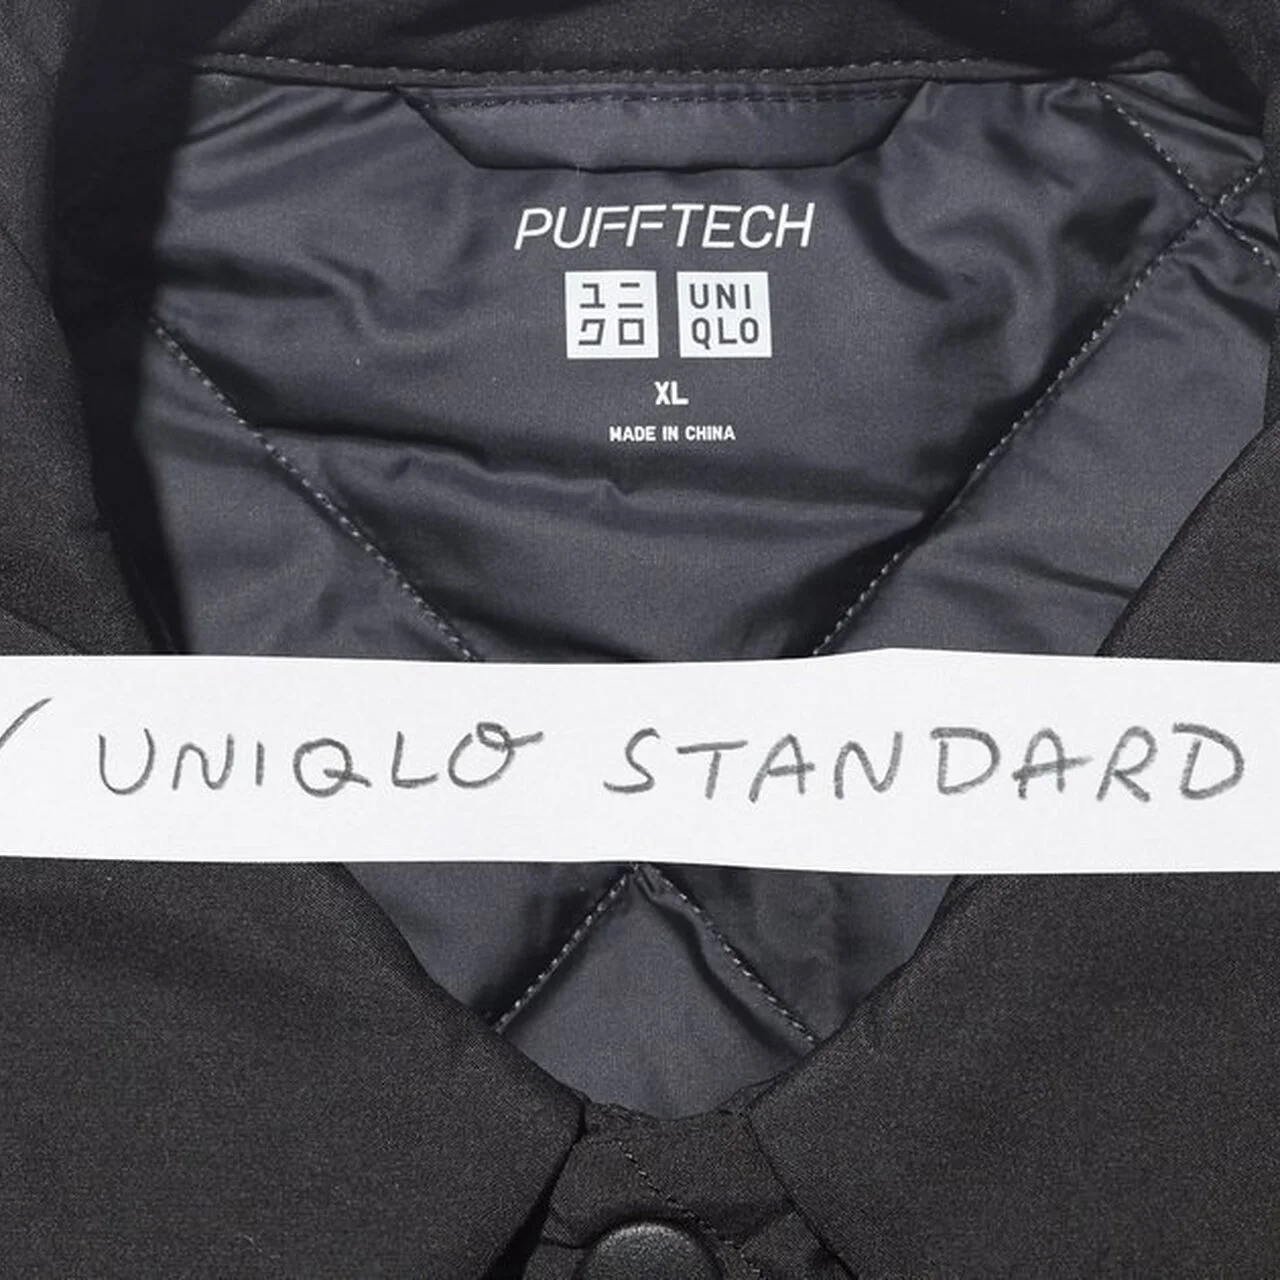 PUFFTECH
ユニ UNI
クロ QLO
XL
MADE IN CHINA
/ UNIQLO STANDARD